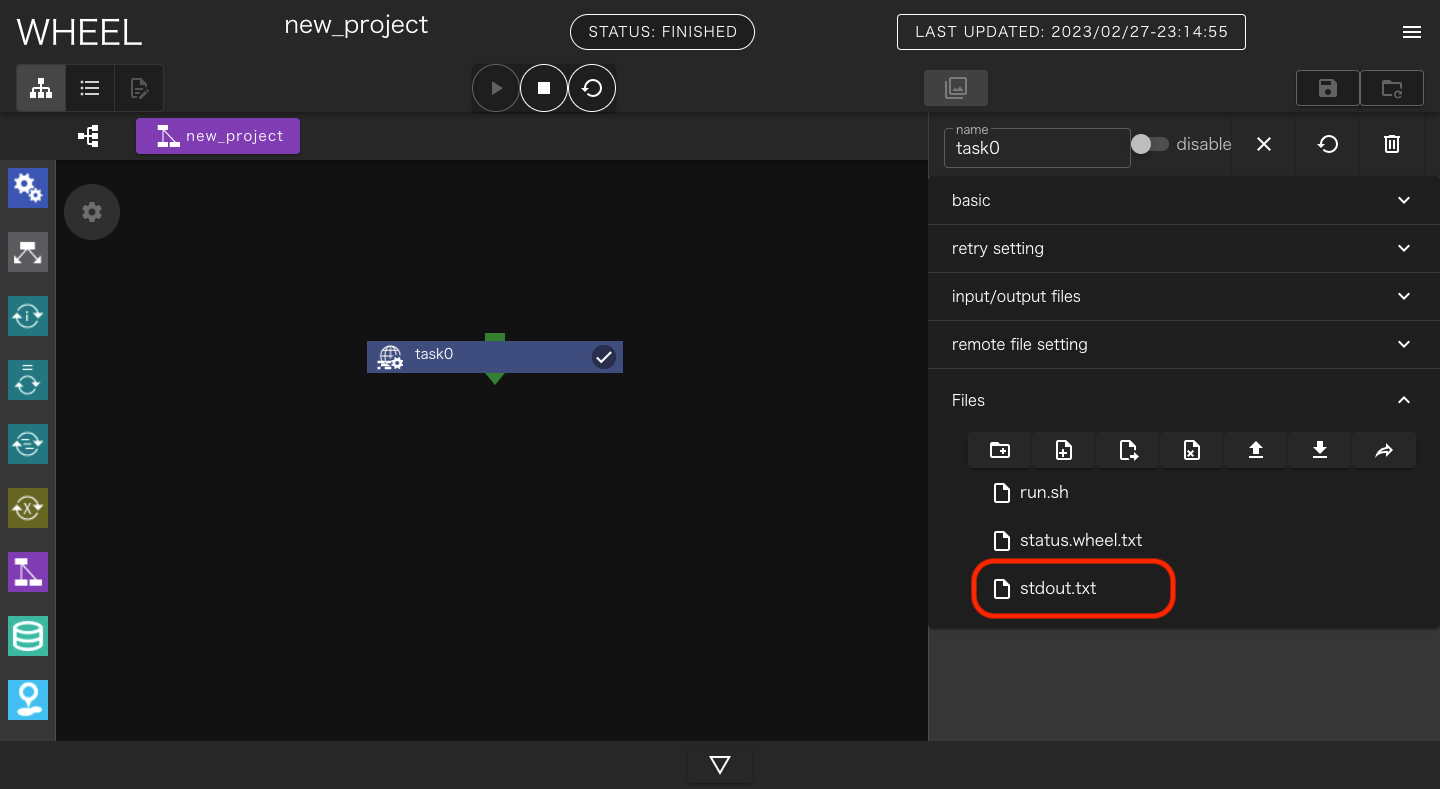 WHEEL
new_project
STATUS: FINISHED
LAST UPDATED: 2023/02/27-23:14:55
new_project
name
task0
disable
basic
retry setting
input/output files
remote file setting
Files
run.sh
status.wheel.txt
stdout.txt
task0